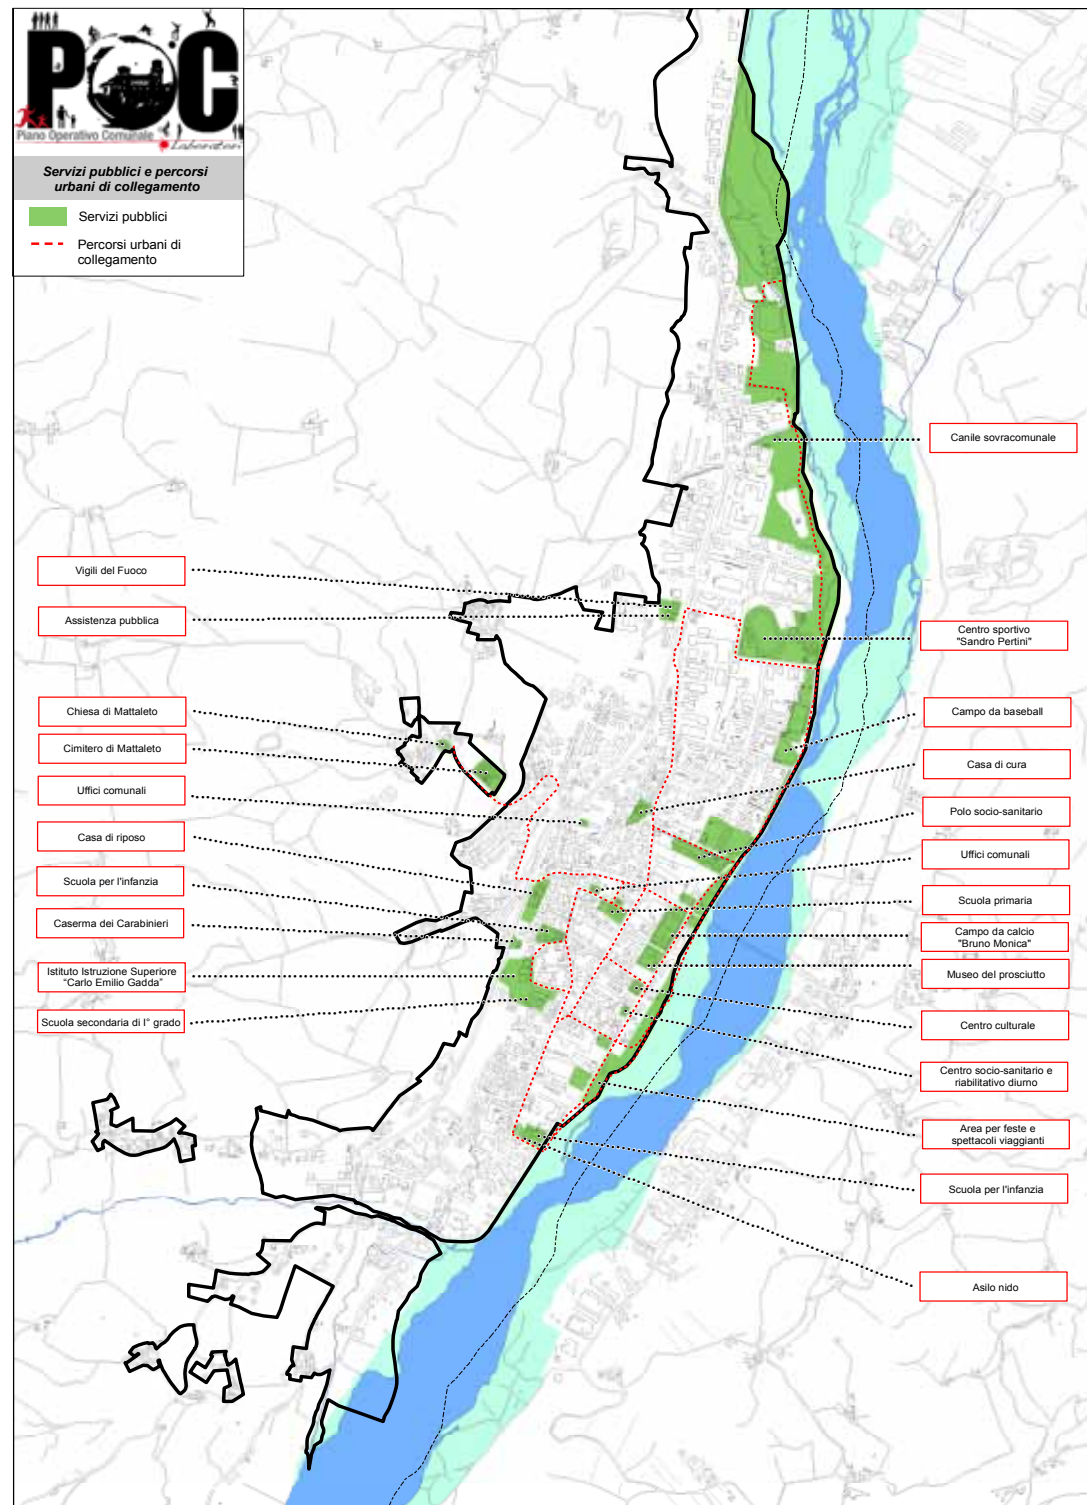 POC
Piano Operativo Comunale
Laboratori
Servizi pubblici e percorsi
urbani di collegamento
Servizi pubblici
Percorsi urbani di
collegamento
Canile sovracomunale
Vigili del Fuoco
Assistenza pubblica
Centro sportivo
"Sandro Pertini"
Chiesa di Mattaleto
Campo da baseball
Cimitero di Mattaleto
Casa di cura
Uffici comunali
Polo socio-sanitario
Casa di riposo
Uffici comunali
Scuola per l'infanzia
Scuola primaria
Caserma dei Carabinieri
Campo da calcio
"Bruno Monica"
Istituto Istruzione Superiore
"Carlo Emilio Gadda"
Museo del prosciutto
Scuola secondaria di I° grado
Centro culturale
Centro socio-sanitario e
riabilitativo diurno
Area per feste e
spettacoli viaggianti
Scuola per l'infanzia
Asilo nido